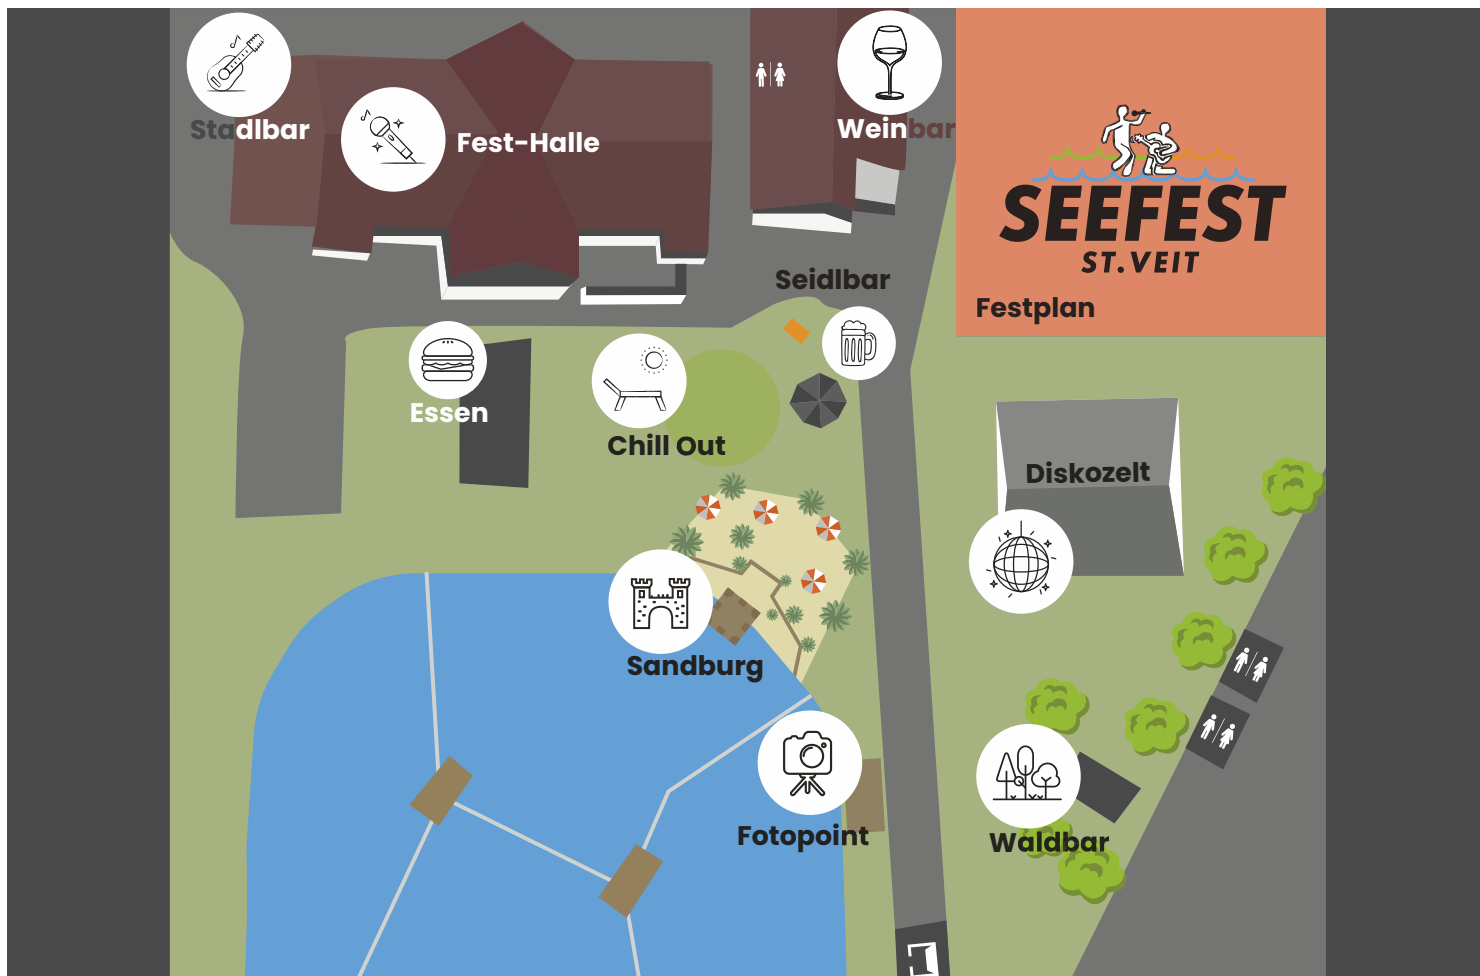 Stadlbar
Fest-Halle
Weinbar
SEEFEST
ST.VEIT
Festplan
Seidlbar
Essen
Chill Out
Diskozelt
Sandburg
Fotopoint
Waldbar